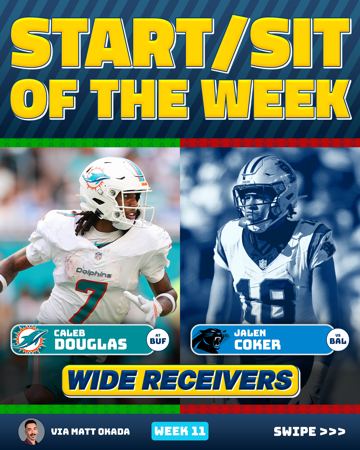 START/SIT
OF THE WEEK
Dolphins
7
18
CALEB
DOUGLAS
AT
BUF
JALEN
COKER
VS
BAL
WIDE RECEIVERS
VIA MATT OKADA
WEEK 11
SWIPE >>>